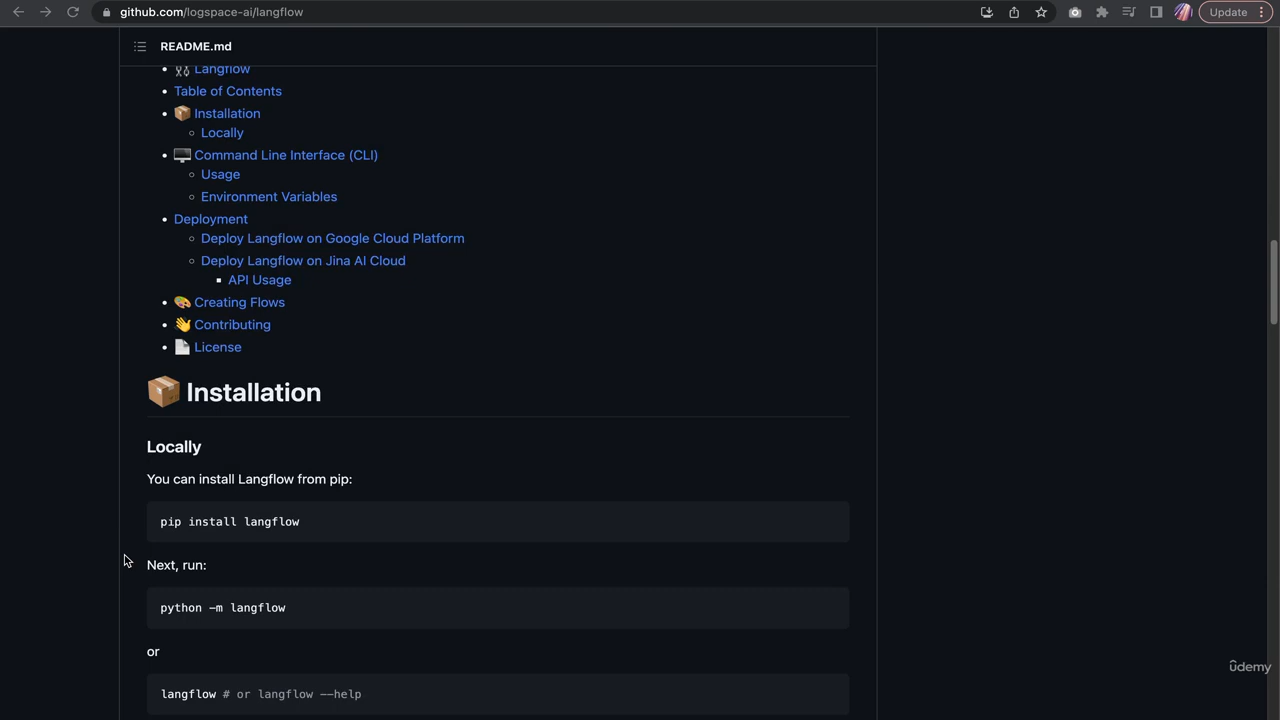 github.com/logspace-ai/langflow
Update
README.md
Langflow
Table of Contents
Installation
Locally
Command Line Interface (CLI)
Usage
Environment Variables
Deployment
Deploy Langflow on Google Cloud Platform
Deploy Langflow on Jina AI Cloud
API Usage
Creating Flows
Contributing
License
Installation
Locally
You can install Langflow from pip:
pip install langflow
Next, run:
python -m langflow
or
langflow # or langflow --help
ûdemy